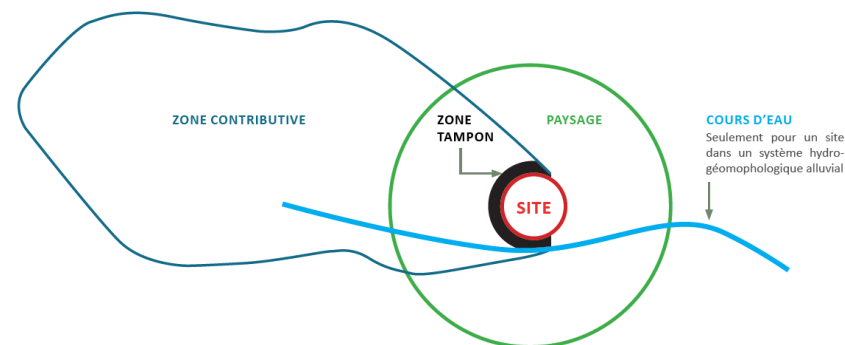 ZONE CONTRIBUTIVE
ZONE
TAMPON
PAYSAGE
COURS D'EAU
Seulement pour un site
dans un système hydro-
géomophologique alluvial
SITE